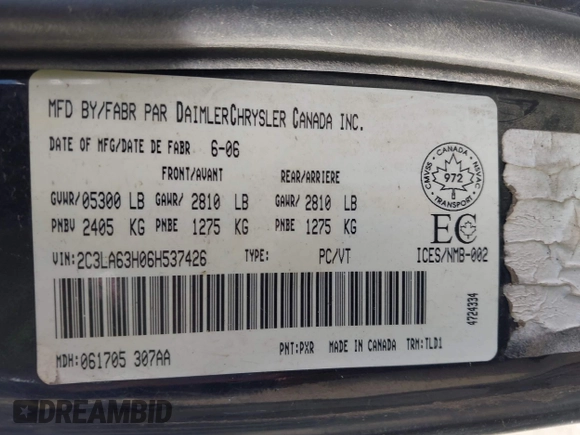 MFD BY/FABR PAR DAIMLERCHRYSLER CANADA INC.
DATE OF MFG/DATE DE FABR 6-06
FRONT/AVANT REAR/ARRIERE
GVWR/05300 LB GAWR/ 2810 LB GAWR/ 2810 LB
PNBV 2405 KG PNBE 1275 KG PNBE 1275 KG
CMVSS · CANADA · NSVAC
972
6
TRANSPORT
EC
VIN:2C3LA63H06H537426 TYPE: PC/VT ICES/NMB-002
4724334
MDH:061705 307AA PNT:PXR MADE IN CANADA TRM:TLD1
DREAMBID